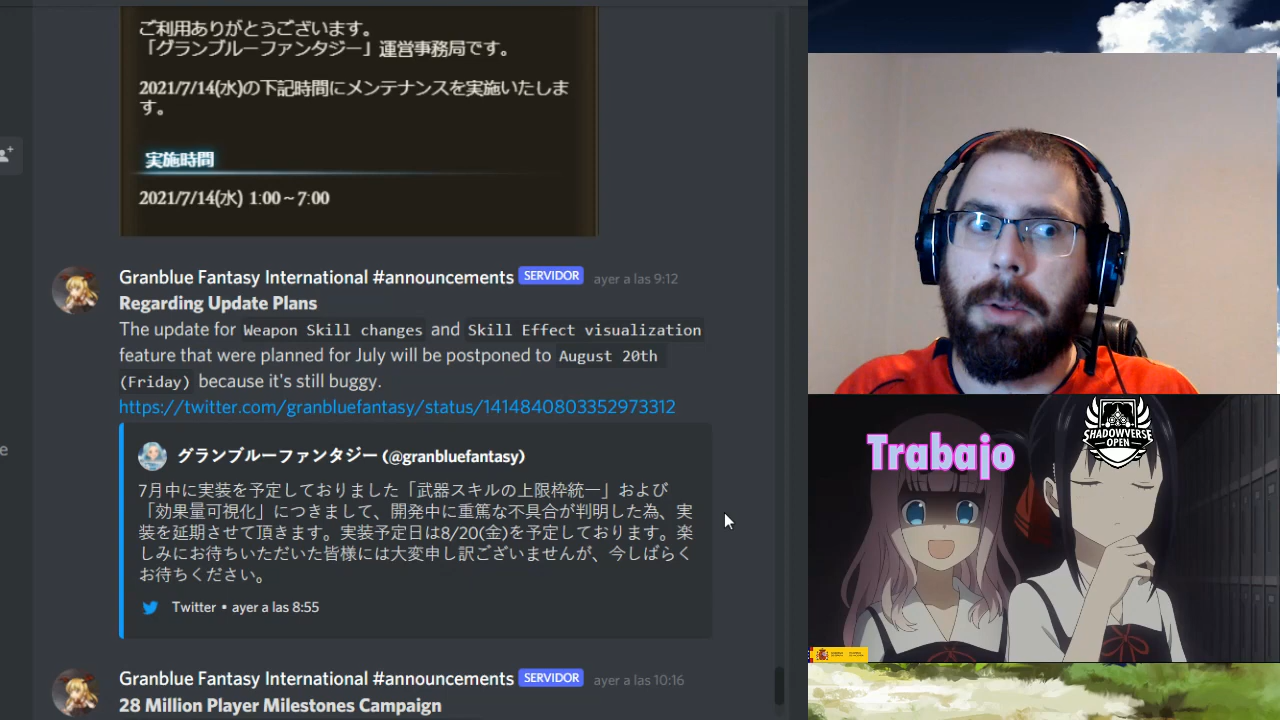 ご利用ありがとうございます。
「グランブルーファンタジー」運営事務局です。
2021/7/14(水)の下記時間にメンテナンスを実施いたしま
す。
実施時間
2021/7/14(水) 1:00~7:00
Granblue Fantasy International #announcements SERVIDOR ayer a las 9:12
Regarding Update Plans
The update for Weapon Skill changes and Skill Effect visualization
feature that were planned for July will be postponed to August 20th
(Friday) because it's still buggy.
https://twitter.com/granbluefantasy/status/1414840803352973312
グランブルーファンタジー (@granbluefantasy)
7月中に実装を予定しておりました「武器スキルの上限枠統一」および
「効果量可視化」につきまして、開発中に重篤な不具合が判明した為、実
装を延期させて頂きます。実装予定日は8/20(金)を予定しております。楽
しみにお待ちいただいた皆様には大変申し訳ございませんが、今しばらく
お待ちください。
Twitter • ayer a las 8:55
Granblue Fantasy International #announcements SERVIDOR ayer a las 10:16
28 Million Player Milestones Campaign
e
Trabajo
SHADOWVERSE
OPEN